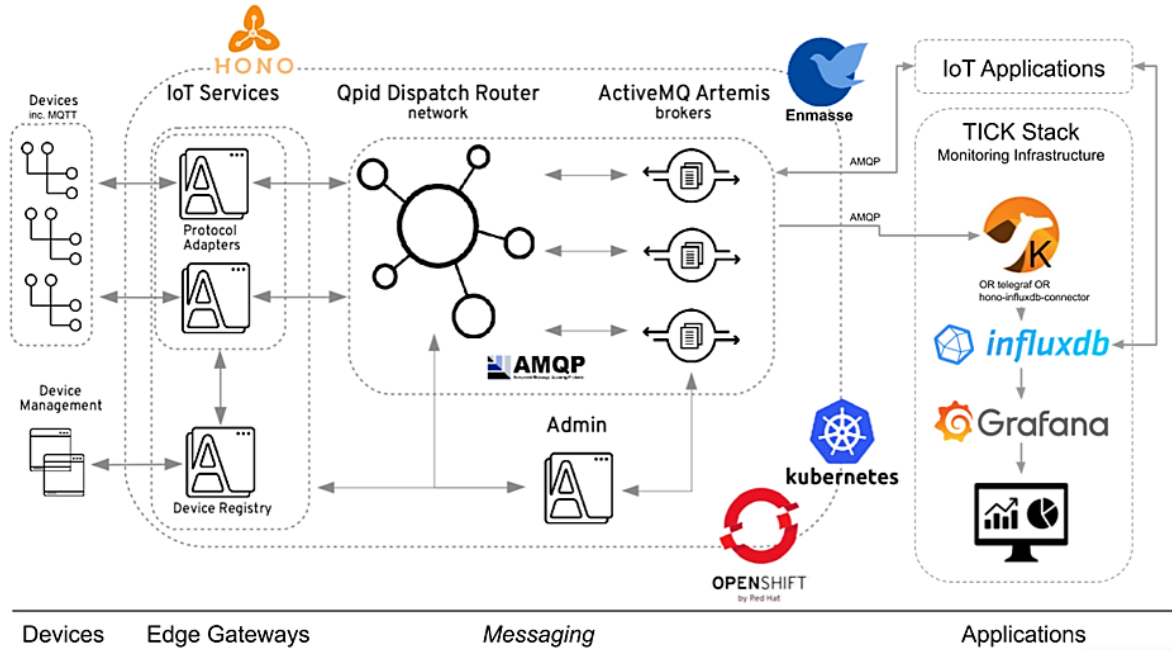 HONO
IoT Services
Devices
inc. MQTT
Protocol
Adapters
Device
Management
Device Registry
Qpid Dispatch Router
network
ActiveMQ Artemis
brokers
AMQP
Admin
Enmasse
kubernetes
OPENSHIFT
by Red Hat
AMQP
AMQP
IoT Applications
TICK Stack
Monitoring Infrastructure
K
OR telegraf OR
hono-influxdb-connector
influxdb
Grafana
Devices
Edge Gateways
Messaging
Applications